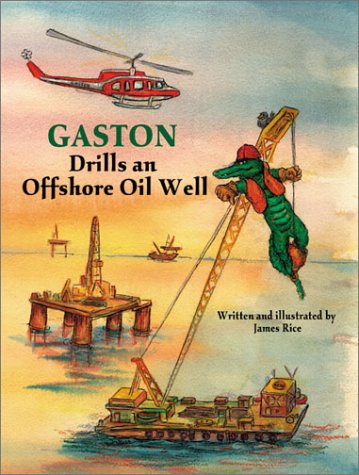 GASTON
Drills an
Offshore Oil Well
Written and illustrated by
James Rice